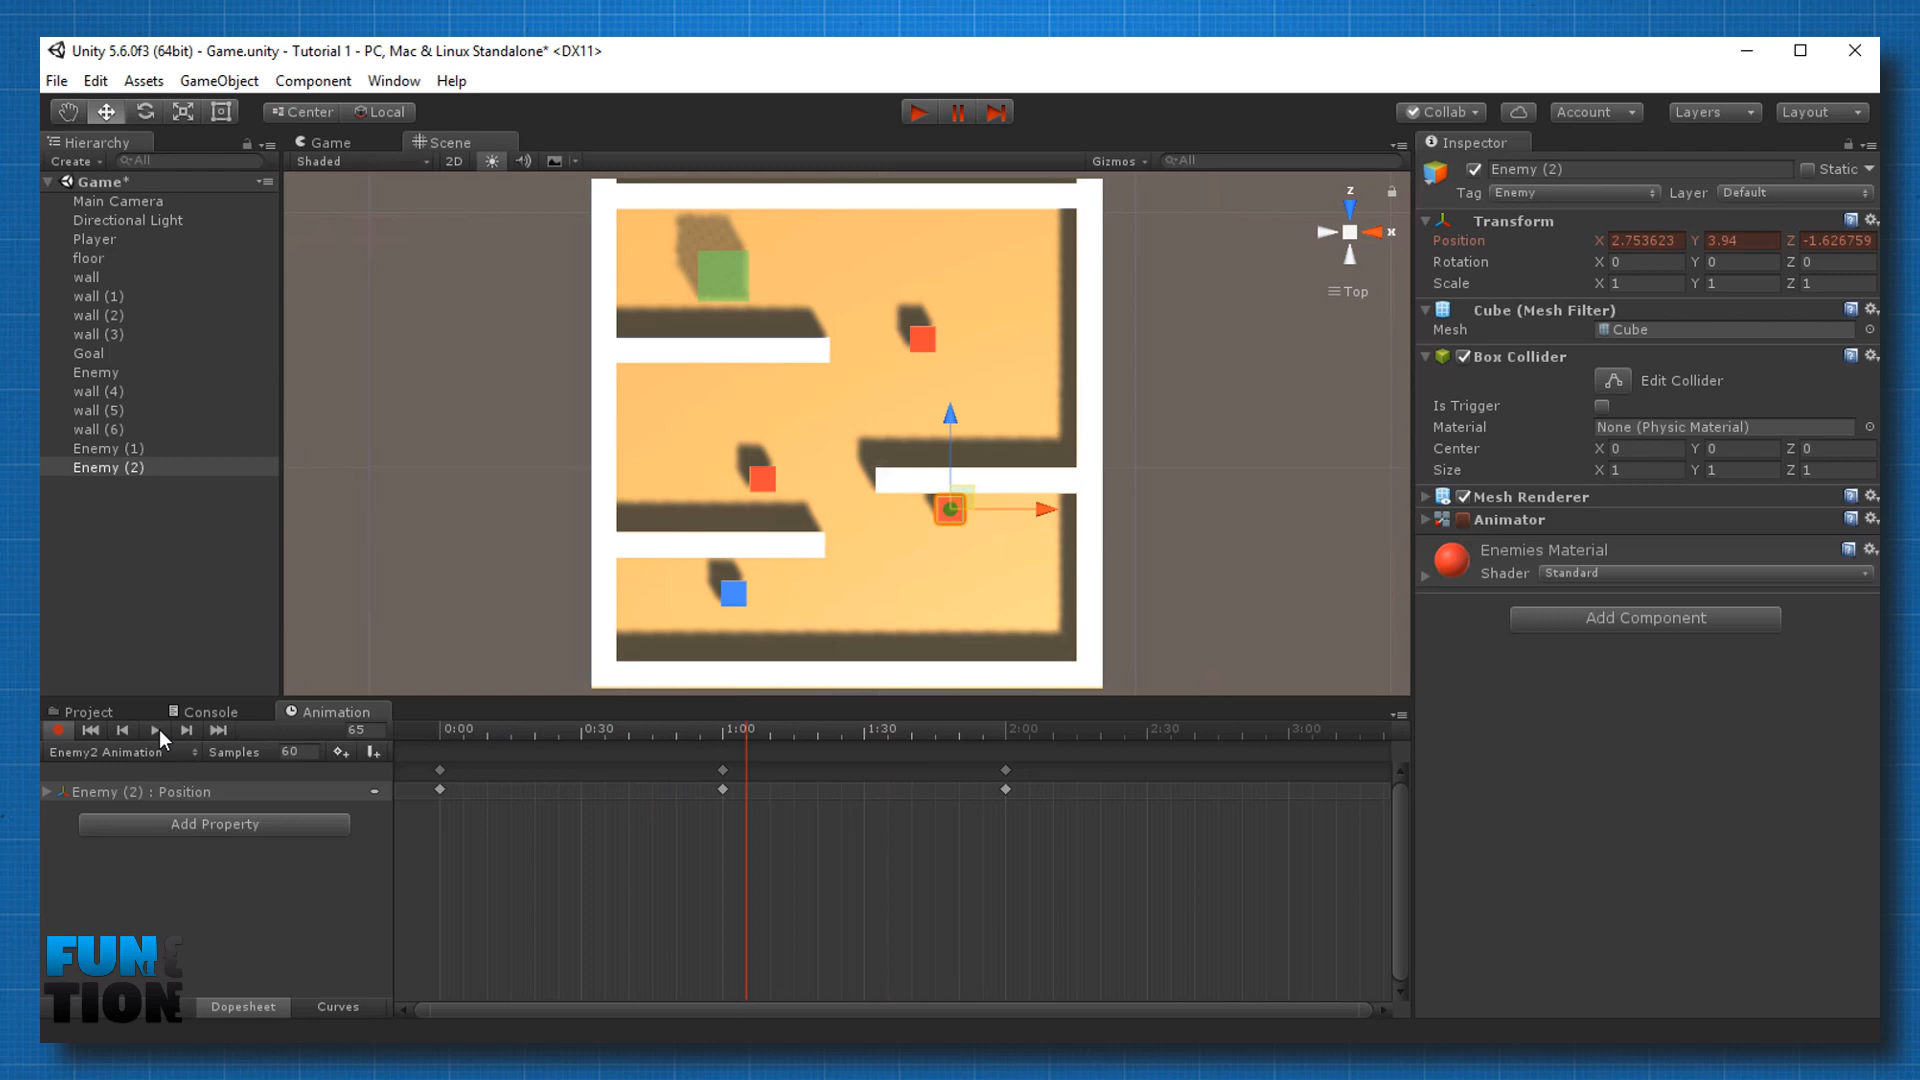 Unity 5.6.0f3 (64bit) - Game.unity - Tutorial 1 - PC, Mac & Linux Standalone* <DX11>
File Edit Assets GameObject Component Window Help
Center Local Collab Account Layers Layout
Hierarchy Game Scene Inspector
Create All Shaded 2D Gizmos All
Enemy (2) Static
Tag Enemy Layer Default
Game*
Main Camera
Directional Light
Player
floor
wall
wall (1)
wall (2)
wall (3)
Goal
Enemy
wall (4)
wall (5)
wall (6)
Enemy (1)
Enemy (2)
z
x
Top
Transform
Position X 2.753623 Y 3.94 Z -1.626759
Rotation X 0 Y 0 Z 0
Scale X 1 Y 1 Z 1
Cube (Mesh Filter)
Mesh Cube
Box Collider
Edit Collider
Is Trigger
Material None (Physic Material)
Center X 0 Y 0 Z 0
Size X 1 Y 1 Z 1
Mesh Renderer
Animator
Enemies Material
Shader Standard
Add Component
Project Console Animation
65 0:00 0:30 1:00 1:30 2:00 2:30 3:00
Enemy2 Animation Samples 60
Enemy (2) : Position
Add Property
Dopesheet Curves
FUN
TION